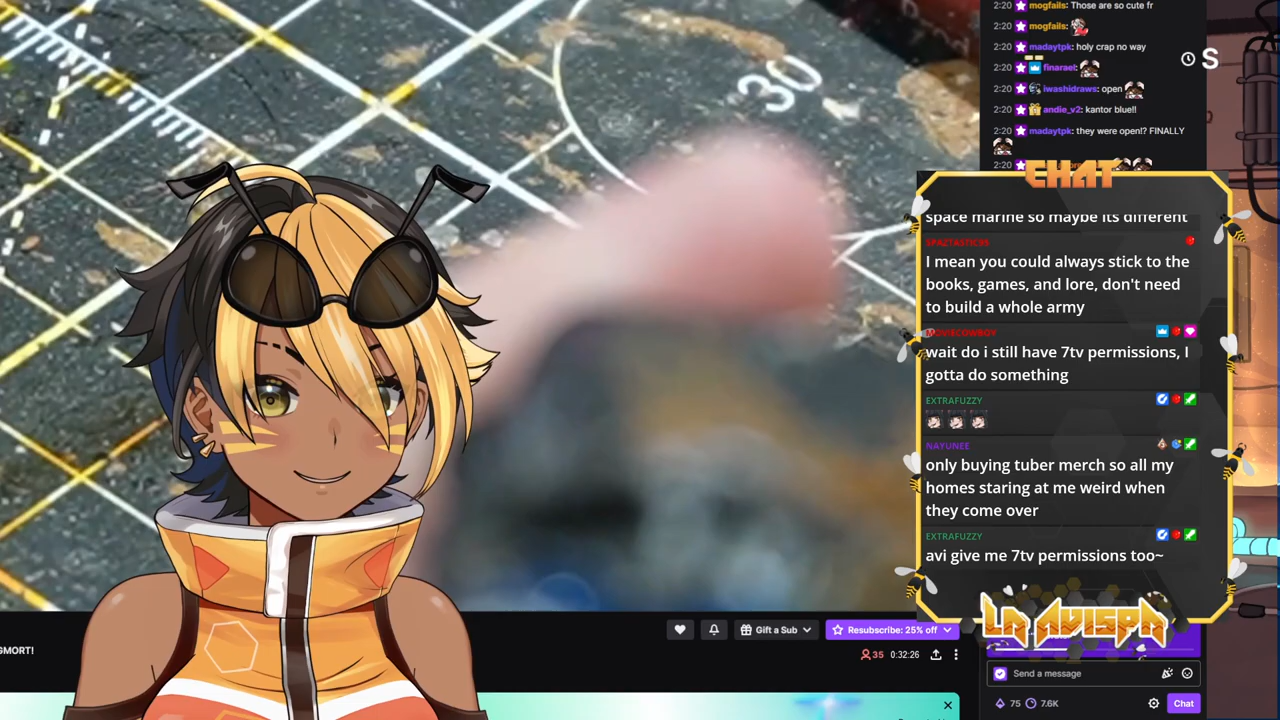 30
2:20 mogfails: Those are so cute fr
2:20 mogfails:
2:20 madaytpk: holy crap no way
2:20 finarael:
2:20 iwashidraws: open
2:20 andie_v2: kantor blue!!
2:20 madaytpk: they were open!? FINALLY
2:20
S
CHAT
space marine so maybe its different
SPAZTASTIC95
I mean you could always stick to the
books, games, and lore, don't need
to build a whole army
MOVIECOWBOY
wait do i still have 7tv permissions, I
gotta do something
EXTRAFUZZY
NAYUNEE
only buying tuber merch so all my
homes staring at me weird when
they come over
EXTRAFUZZY
avi give me 7tv permissions too~
LA AVISPA
GMORT!
Gift a Sub
Resubscribe: 25% off
35 0:32:26
Send a message
75 7.6K
Chat